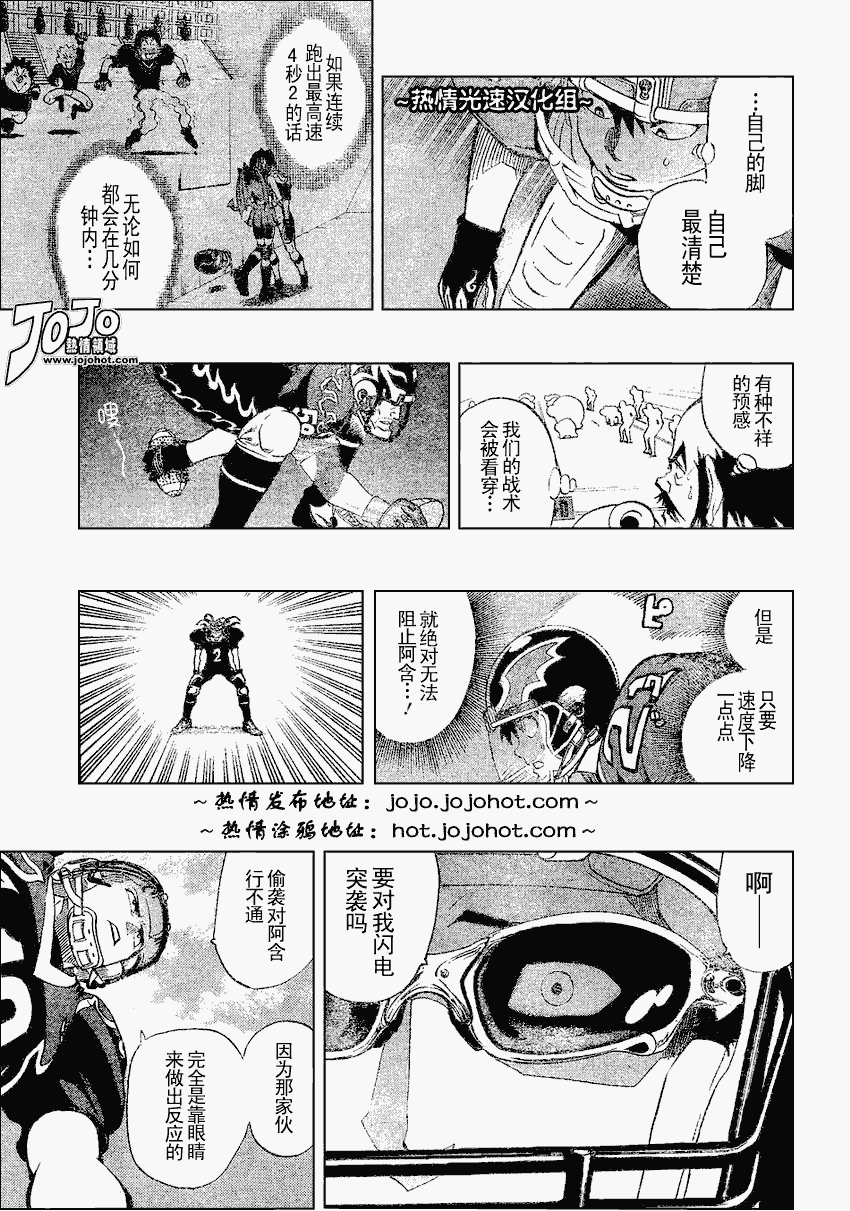 ~热情光速汉化组~
…自己的脚
自己
最清楚
如果连续
跑出最高速
4秒2的话
无论如何
都会在几分
钟内…
JOJO
熱情領域
www.jojohot.com
有种不祥
的预感
我们的战术
会被看穿…
嘎
50
但是
只要
速度下降
一点点
ピ
就绝对无法
阻止阿含…!
2
~热情发布地址：jojo.jojohot.com~
~热情涂鸦地址：hot.jojohot.com~
啊——
要对我闪电
突袭吗
偷袭对阿含
行不通
因为那家伙
完全是靠眼睛
来做出反应的